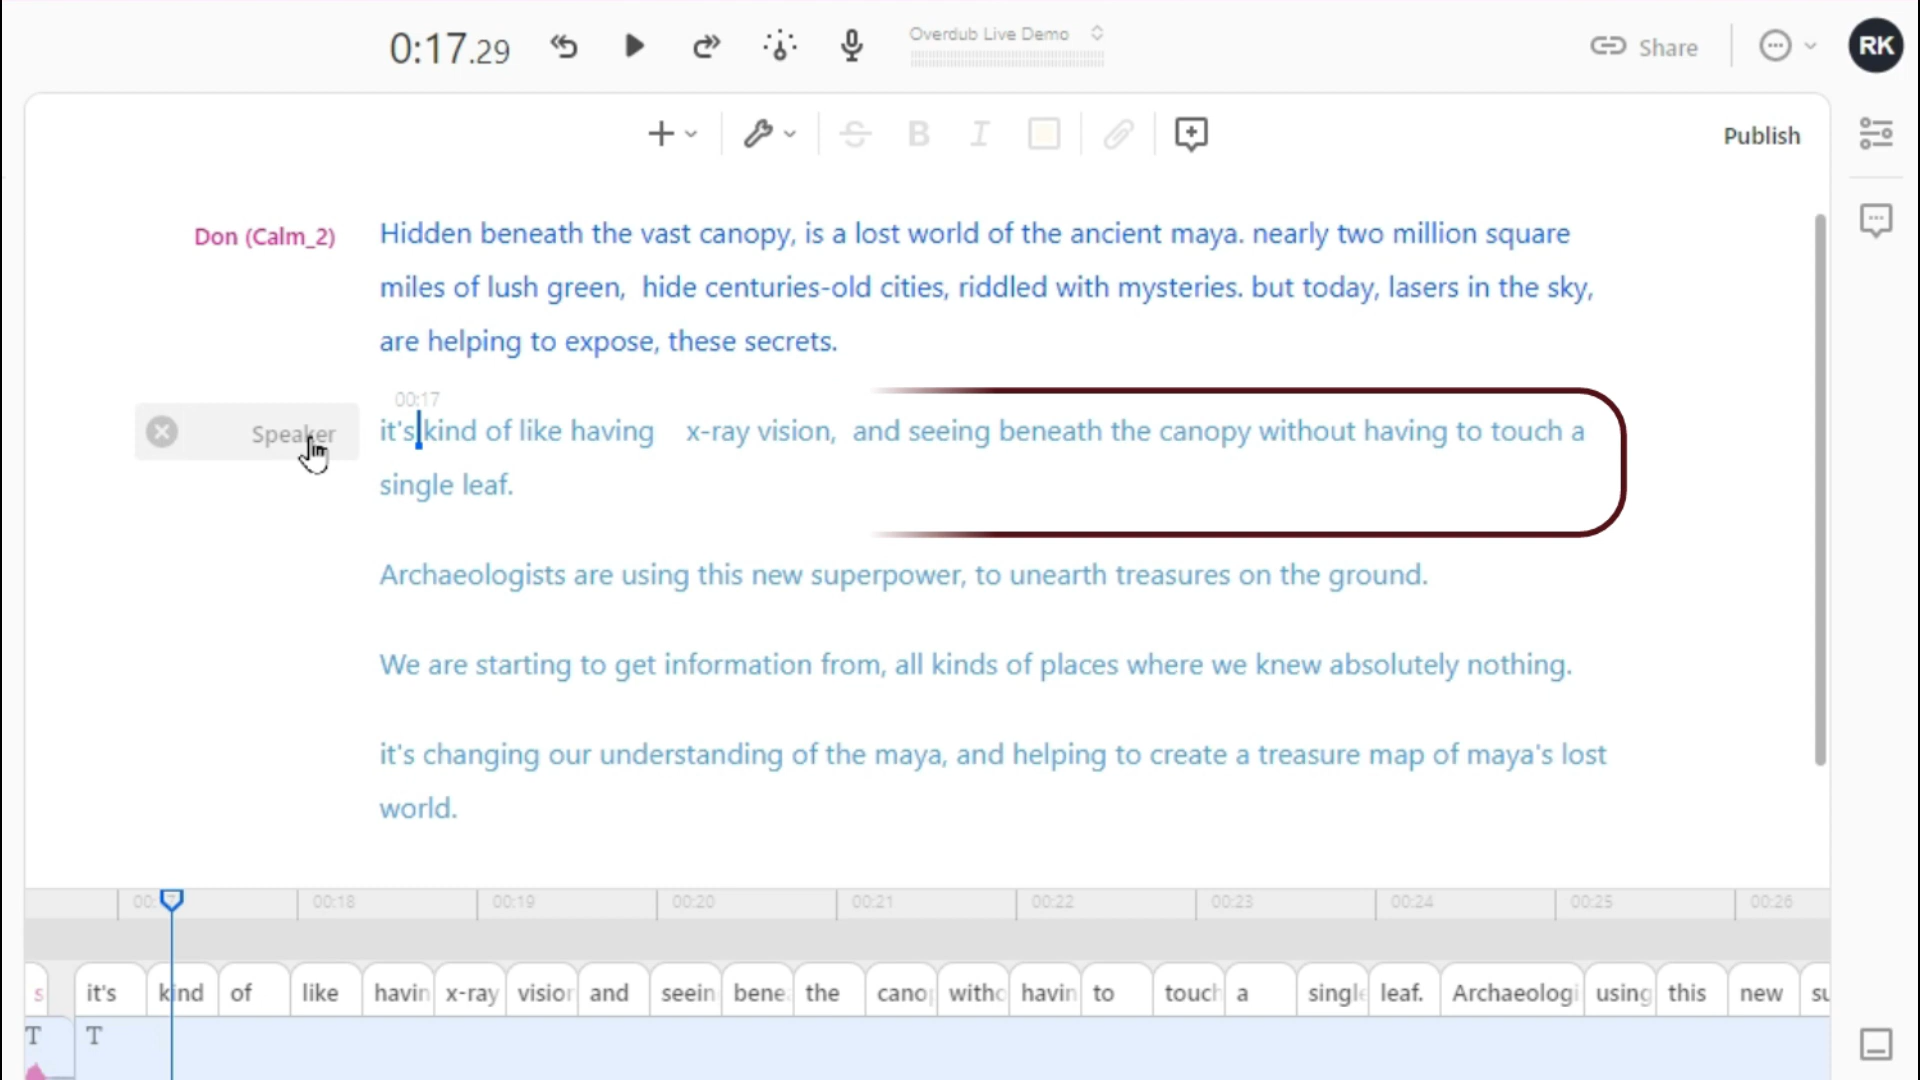 0:17.29
Overdub Live Demo
Share
RK
Publish
Don (Calm_2)
Hidden beneath the vast canopy, is a lost world of the ancient maya. nearly two million square
miles of lush green,  hide centuries-old cities, riddled with mysteries. but today, lasers in the sky,
are helping to expose, these secrets.
00:17
Speaker
it's kind of like having    x-ray vision,  and seeing beneath the canopy without having to touch a
single leaf.
Archaeologists are using this new superpower, to unearth treasures on the ground.
We are starting to get information from, all kinds of places where we knew absolutely nothing.
it's changing our understanding of the maya, and helping to create a treasure map of maya's lost
world.
00:18 00:19 00:20 00:21 00:22 00:23 00:24 00:25 00:26
s it's kind of like havin x-ray vision and seein bene the cano witho havin to touch a single leaf. Archaeologi using this new su
T T